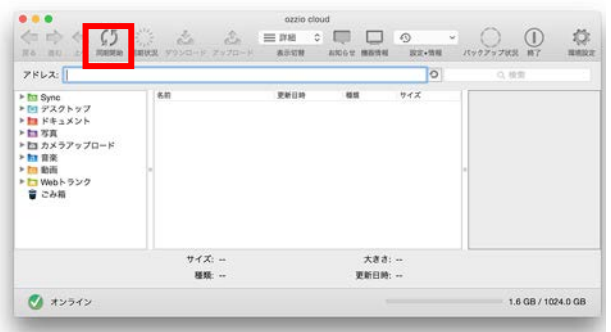 ozzio cloud
戻る 進む 上へ 同期開始 同期状況 ダウンロード アップロード 詳細 表示切替 お知らせ 機器情報 設定・情報 バックアップ状況 終了 環境設定
アドレス: 検索
名前 更新日時 種類 サイズ
Sync
デスクトップ
ドキュメント
写真
カメラアップロード
音楽
動画
Webトランク
ごみ箱
サイズ: -- 大きさ: --
種類: -- 更新日時: --
オンライン 1.6 GB / 1024.0 GB